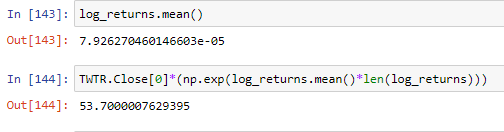 In [143]: log_returns.mean()
Out[143]: 7.926270460146603e-05
In [144]: TWTR.Close[0]*(np.exp(log_returns.mean()*len(log_returns)))
Out[144]: 53.7000007629395